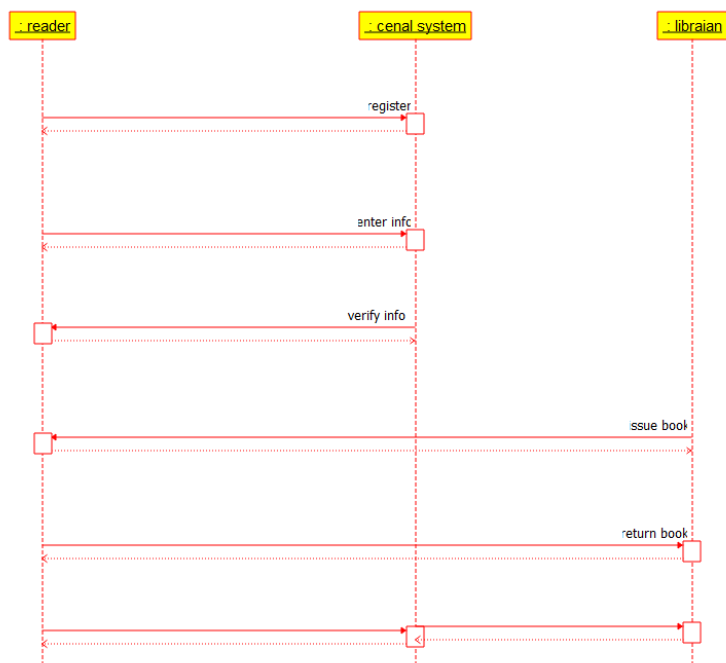 : reader
: cenal system
: libraian
register
enter info
verify info
issue book
return book